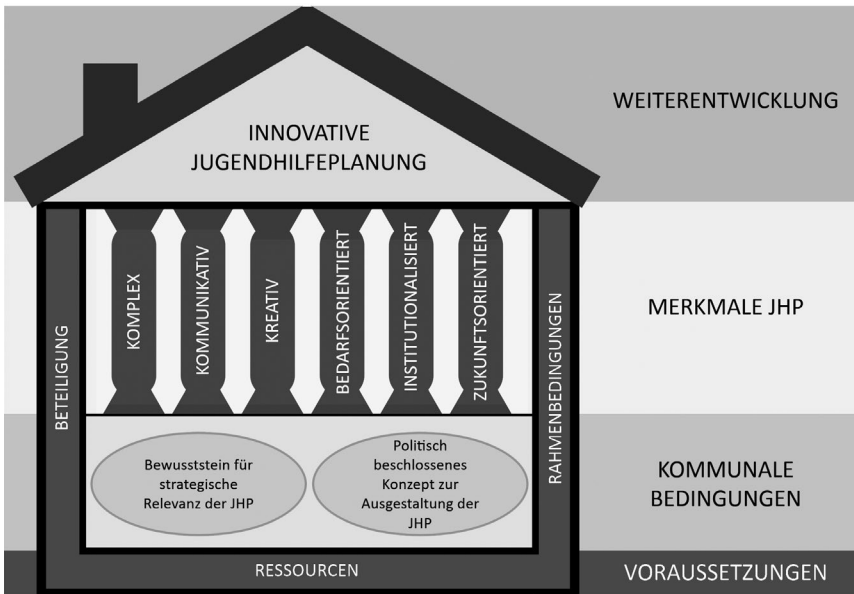 INNOVATIVE
JUGENDHILFEPLANUNG
WEITERENTWICKLUNG
BETEILIGUNG
KOMPLEX
KOMMUNIKATIV
KREATIV
BEDARFSORIENTIERT
INSTITUTIONALISIERT
ZUKUNFTSORIENTIERT
RAHMENBEDINGUNGEN
MERKMALE JHP
Bewusststein für
strategische
Relevanz der JHP
Politisch
beschlossenes
Konzept zur
Ausgestaltung der
JHP
KOMMUNALE
BEDINGUNGEN
RESSOURCEN
VORAUSSETZUNGEN